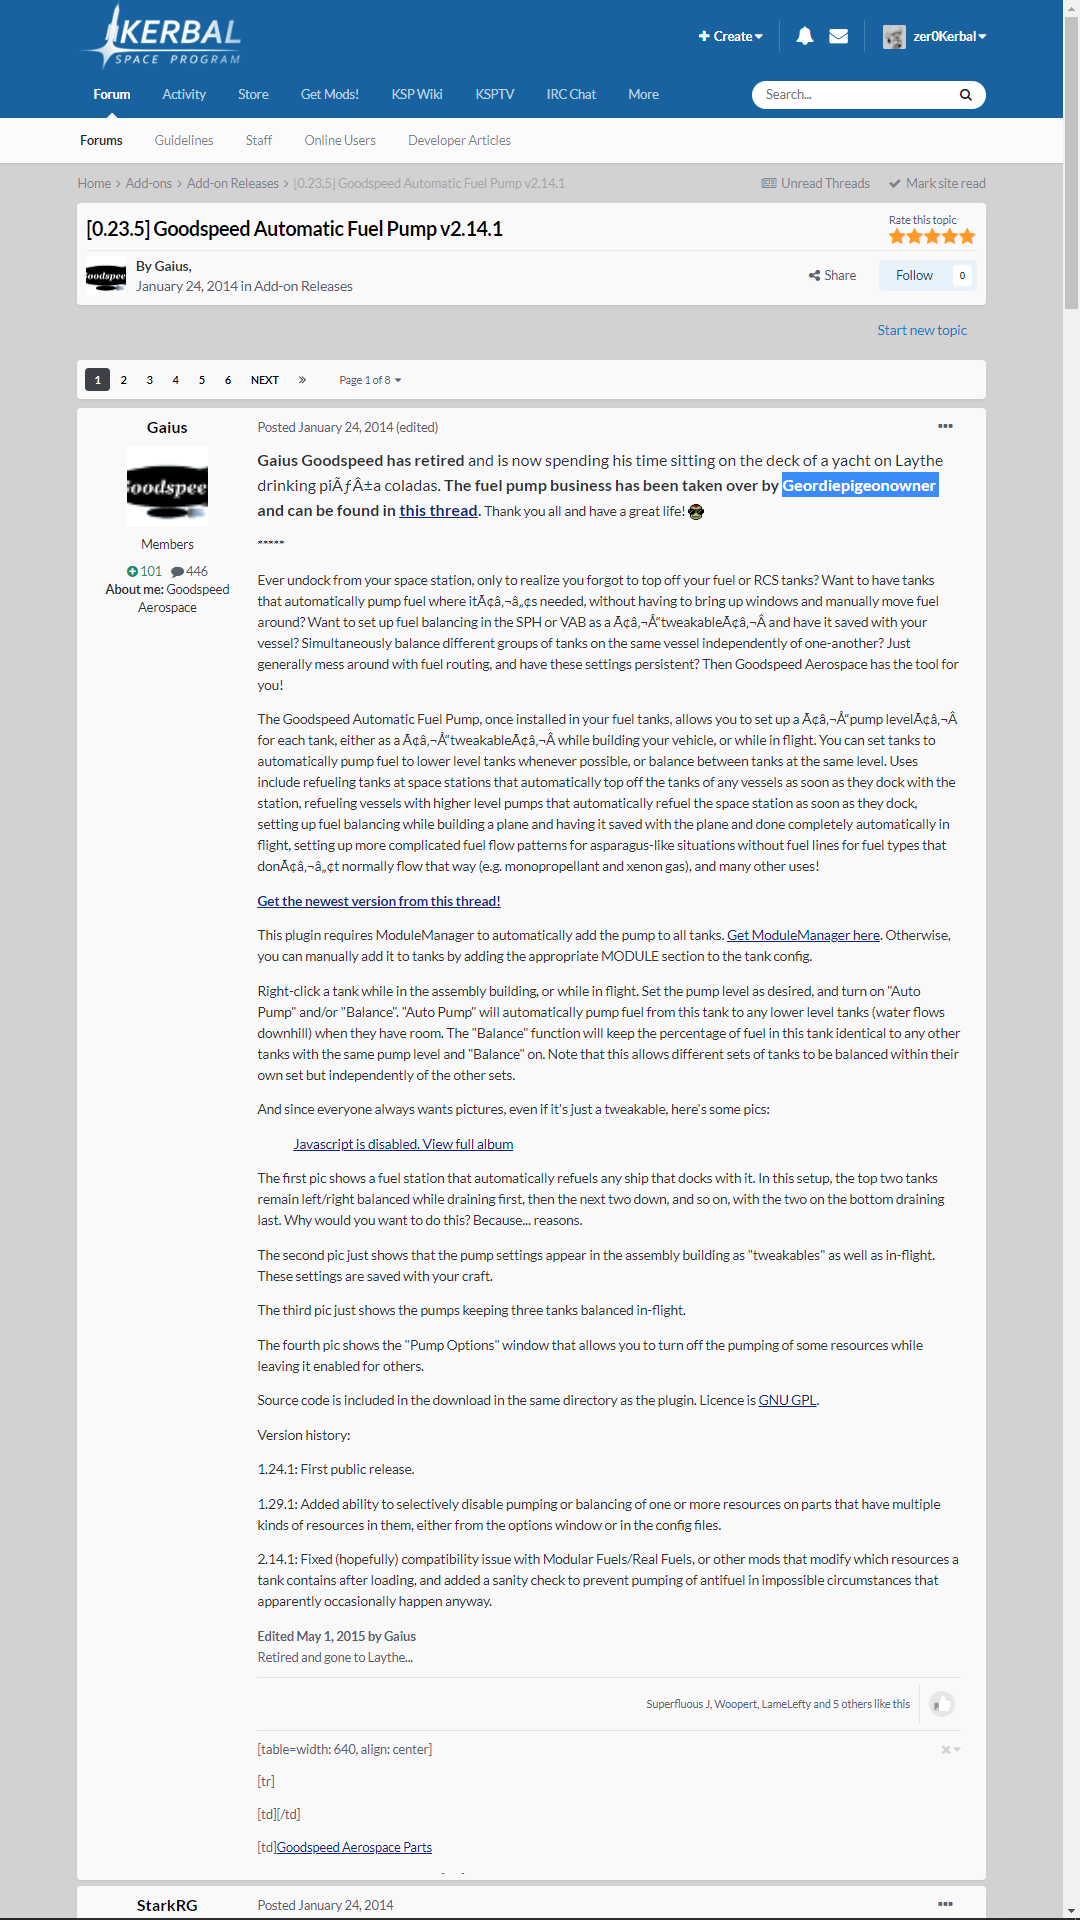 KERBAL
SPACE PROGRAM
Create
zer0Kerbal
Forum Activity Store Get Mods! KSP Wiki KSPTV IRC Chat More
Search...
Forums Guidelines Staff Online Users Developer Articles
Home > Add-ons > Add-on Releases > [0.23.5] Goodspeed Automatic Fuel Pump v2.14.1
Unread Threads Mark site read
[0.23.5] Goodspeed Automatic Fuel Pump v2.14.1
Rate this topic
By Gaius,
January 24, 2014 in Add-on Releases
Share Follow 0
Start new topic
1 2 3 4 5 6 NEXT » Page 1 of 8
Gaius
oodspee
Members
101 446
About me: Goodspeed
Aerospace
Posted January 24, 2014 (edited)
Gaius Goodspeed has retired and is now spending his time sitting on the deck of a yacht on Laythe
drinking piÃƒÂ±a coladas. The fuel pump business has been taken over by Geordiepigeonowner
and can be found in this thread. Thank you all and have a great life!
*****
Ever undock from your space station, only to realize you forgot to top off your fuel or RCS tanks? Want to have tanks
that automatically pump fuel where itÃ¢â‚¬â„¢s needed, without having to bring up windows and manually move fuel
around? Want to set up fuel balancing in the SPH or VAB as a Ã¢â‚¬Å“tweakableÃ¢â‚¬Â and have it saved with your
vessel? Simultaneously balance different groups of tanks on the same vessel independently of one-another? Just
generally mess around with fuel routing, and have these settings persistent? Then Goodspeed Aerospace has the tool for
you!
The Goodspeed Automatic Fuel Pump, once installed in your fuel tanks, allows you to set up a Ã¢â‚¬Å“pump levelÃ¢â‚¬Â
for each tank, either as a Ã¢â‚¬Å“tweakableÃ¢â‚¬Â while building your vehicle, or while in flight. You can set tanks to
automatically pump fuel to lower level tanks whenever possible, or balance between tanks at the same level. Uses
include refueling tanks at space stations that automatically top off the tanks of any vessels as soon as they dock with the
station, refueling vessels with higher level pumps that automatically refuel the space station as soon as they dock,
setting up fuel balancing while building a plane and having it saved with the plane and done completely automatically in
flight, setting up more complicated fuel flow patterns for asparagus-like situations without fuel lines for fuel types that
donÃ¢â‚¬â„¢t normally flow that way (e.g. monopropellant and xenon gas), and many other uses!
Get the newest version from this thread!
This plugin requires ModuleManager to automatically add the pump to all tanks. Get ModuleManager here. Otherwise,
you can manually add it to tanks by adding the appropriate MODULE section to the tank config.
Right-click a tank while in the assembly building, or while in flight. Set the pump level as desired, and turn on "Auto
Pump" and/or "Balance". "Auto Pump" will automatically pump fuel from this tank to any lower level tanks (water flows
downhill) when they have room. The "Balance" function will keep the percentage of fuel in this tank identical to any other
tanks with the same pump level and "Balance" on. Note that this allows different sets of tanks to be balanced within their
own set but independently of the other sets.
And since everyone always wants pictures, even if it's just a tweakable, here's some pics:
Javascript is disabled. View full album
The first pic shows a fuel station that automatically refuels any ship that docks with it. In this setup, the top two tanks
remain left/right balanced while draining first, then the next two down, and so on, with the two on the bottom draining
last. Why would you want to do this? Because... reasons.
The second pic just shows that the pump settings appear in the assembly building as "tweakables" as well as in-flight.
These settings are saved with your craft.
The third pic just shows the pumps keeping three tanks balanced in-flight.
The fourth pic shows the "Pump Options" window that allows you to turn off the pumping of some resources while
leaving it enabled for others.
Source code is included in the download in the same directory as the plugin. Licence is GNU GPL.
Version history:
1.24.1: First public release.
1.29.1: Added ability to selectively disable pumping or balancing of one or more resources on parts that have multiple
kinds of resources in them, either from the options window or in the config files.
2.14.1: Fixed (hopefully) compatibility issue with Modular Fuels/Real Fuels, or other mods that modify which resources a
tank contains after loading, and added a sanity check to prevent pumping of antifuel in impossible circumstances that
apparently occasionally happen anyway.
Edited May 1, 2015 by Gaius
Retired and gone to Laythe...
Superfluous J, Woopert, LameLefty and 5 others like this
[table=width: 640, align: center]
[tr]
[td][/td]
[td]Goodspeed Aerospace Parts
StarkRG
Posted January 24, 2014